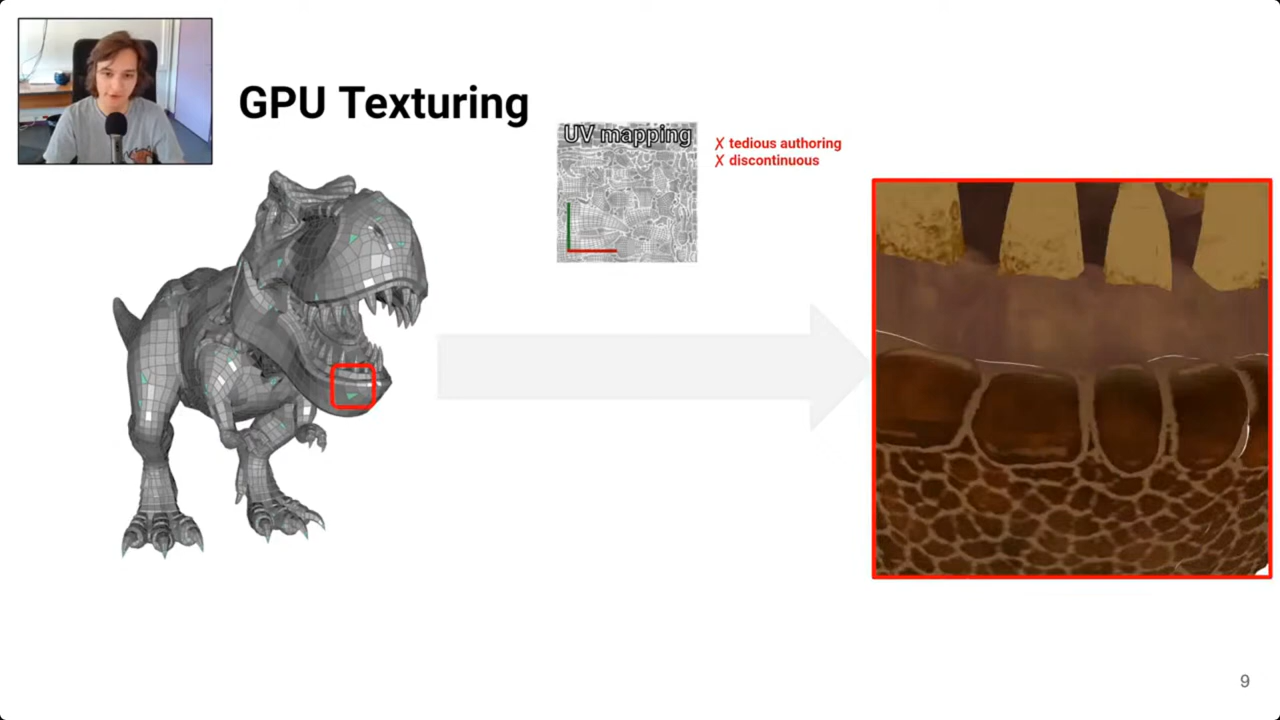 GPU Texturing
UV mapping
✗ tedious authoring
✗ discontinuous
9